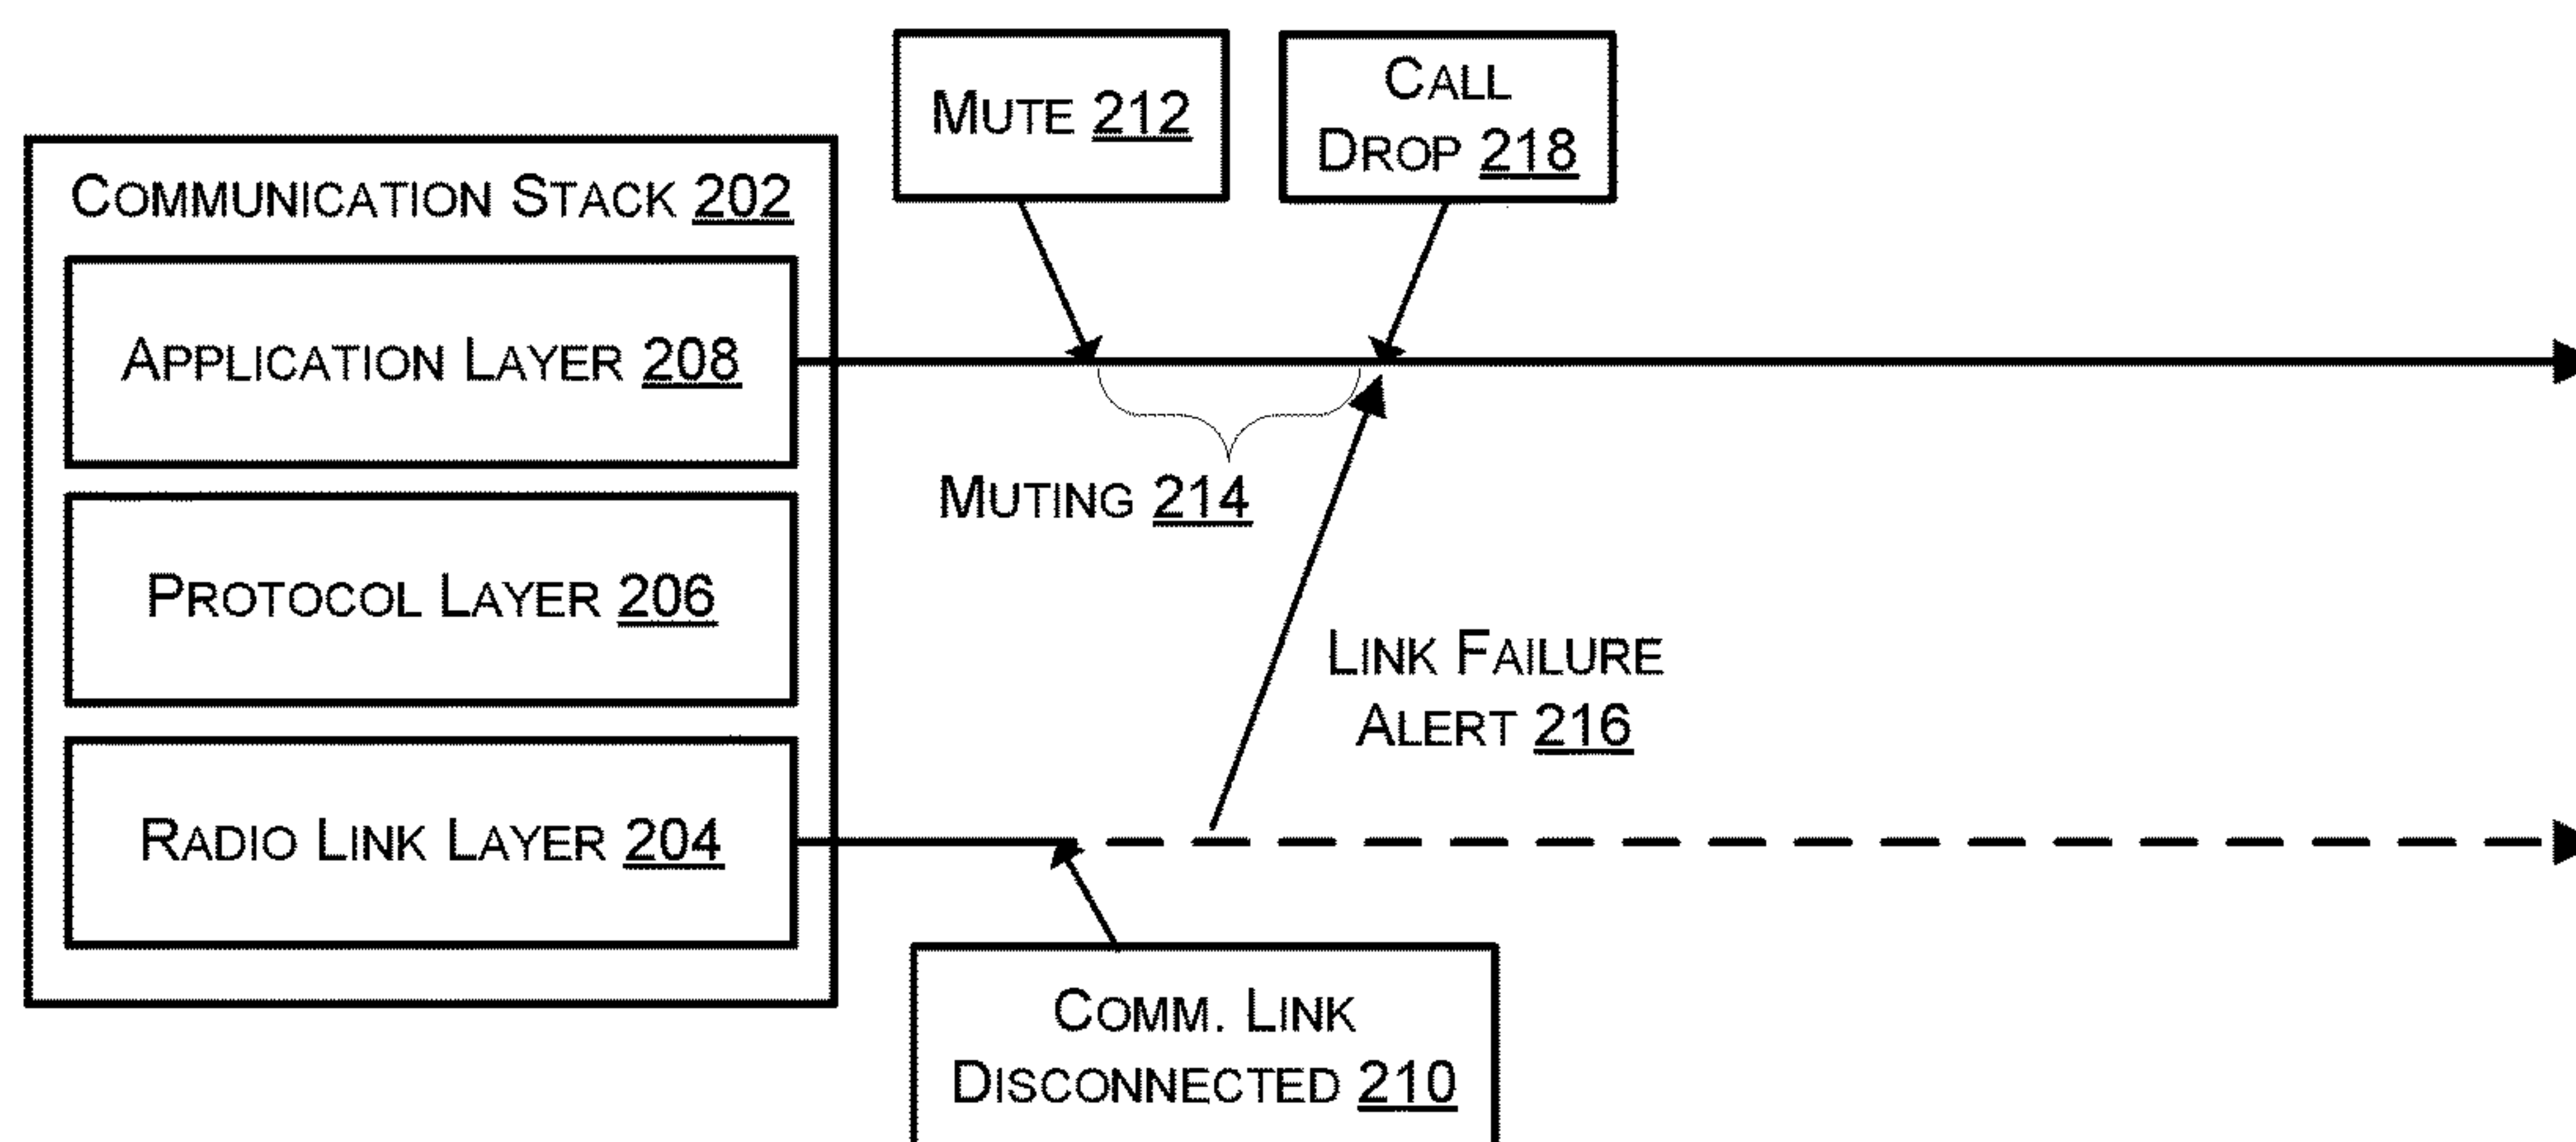 MUTE 212
CALL
DROP 218
COMMUNICATION STACK 202
APPLICATION LAYER 208
MUTING 214
PROTOCOL LAYER 206
LINK FAILURE
ALERT 216
RADIO LINK LAYER 204
COMM. LINK
DISCONNECTED 210